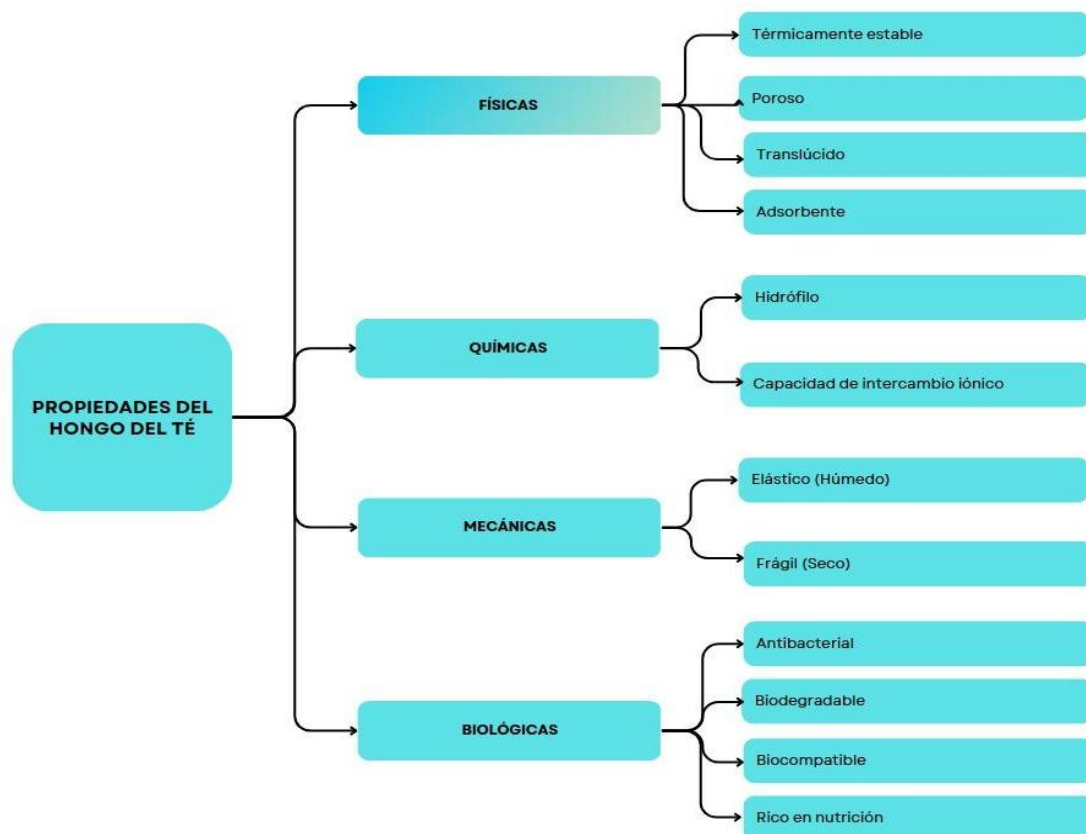 PROPIEDADES DEL
HONGO DEL TÉ
FÍSICAS
Térmicamente estable
Poroso
Translúcido
Adsorbente
QUÍMICAS
Hidrófilo
Capacidad de intercambio iónico
MECÁNICAS
Elástico (Húmedo)
Frágil (Seco)
BIOLÓGICAS
Antibacterial
Biodegradable
Biocompatible
Rico en nutrición